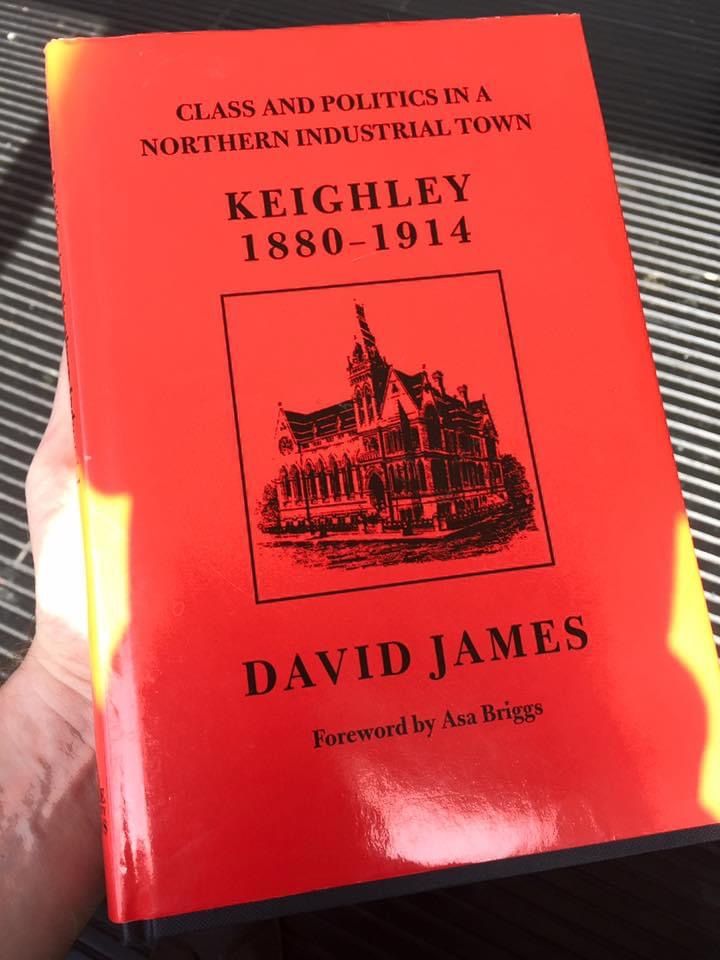 CLASS AND POLITICS IN A
NORTHERN INDUSTRIAL TOWN
KEIGHLEY
1880–1914
DAVID JAMES
Foreword by Asa Briggs